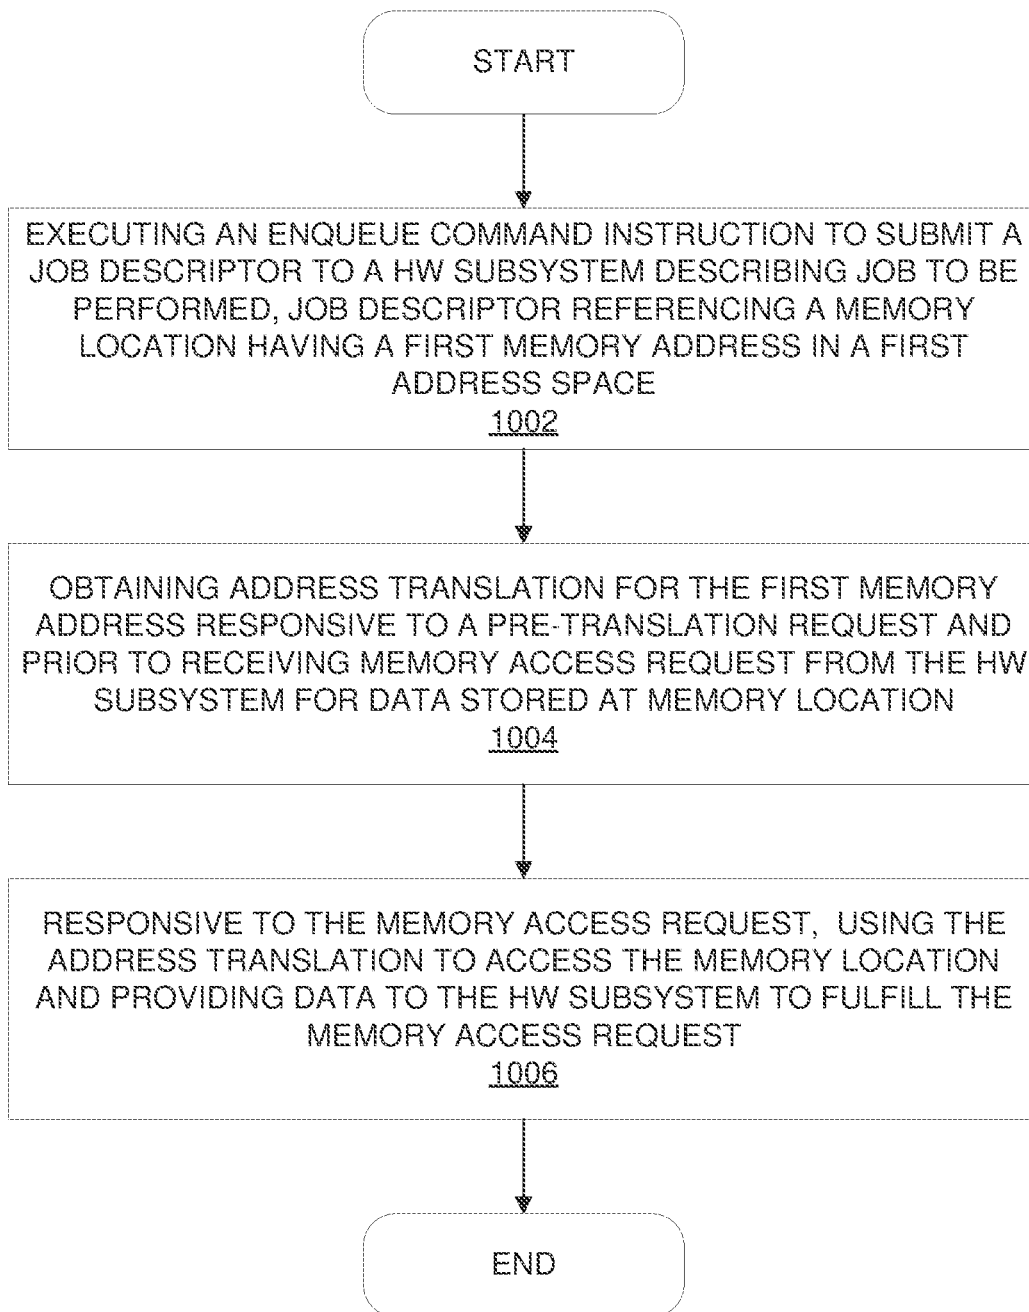 START
EXECUTING AN ENQUEUE COMMAND INSTRUCTION TO SUBMIT A
JOB DESCRIPTOR TO A HW SUBSYSTEM DESCRIBING JOB TO BE
PERFORMED, JOB DESCRIPTOR REFERENCING A MEMORY
LOCATION HAVING A FIRST MEMORY ADDRESS IN A FIRST
ADDRESS SPACE
1002
OBTAINING ADDRESS TRANSLATION FOR THE FIRST MEMORY
ADDRESS RESPONSIVE TO A PRE-TRANSLATION REQUEST AND
PRIOR TO RECEIVING MEMORY ACCESS REQUEST FROM THE HW
SUBSYSTEM FOR DATA STORED AT MEMORY LOCATION
1004
RESPONSIVE TO THE MEMORY ACCESS REQUEST, USING THE
ADDRESS TRANSLATION TO ACCESS THE MEMORY LOCATION
AND PROVIDING DATA TO THE HW SUBSYSTEM TO FULFILL THE
MEMORY ACCESS REQUEST
1006
END